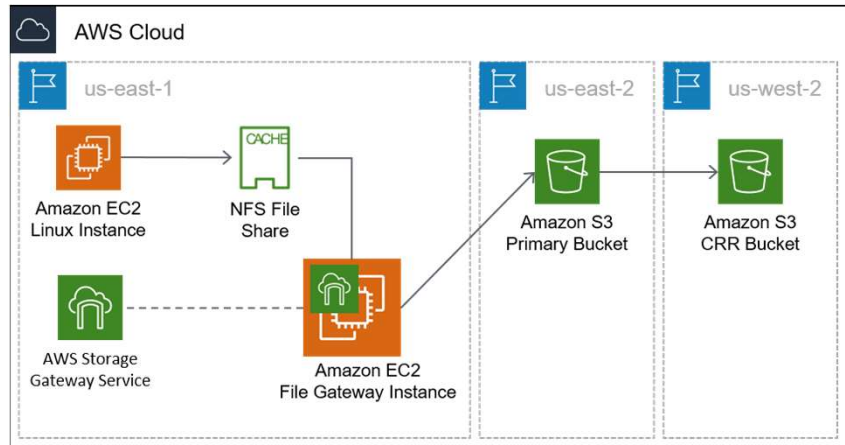 AWS Cloud
us-east-1
us-east-2
us-west-2
CACHE
Amazon EC2
Linux Instance
NFS File
Share
Amazon S3
Primary Bucket
Amazon S3
CRR Bucket
AWS Storage
Gateway Service
Amazon EC2
File Gateway Instance